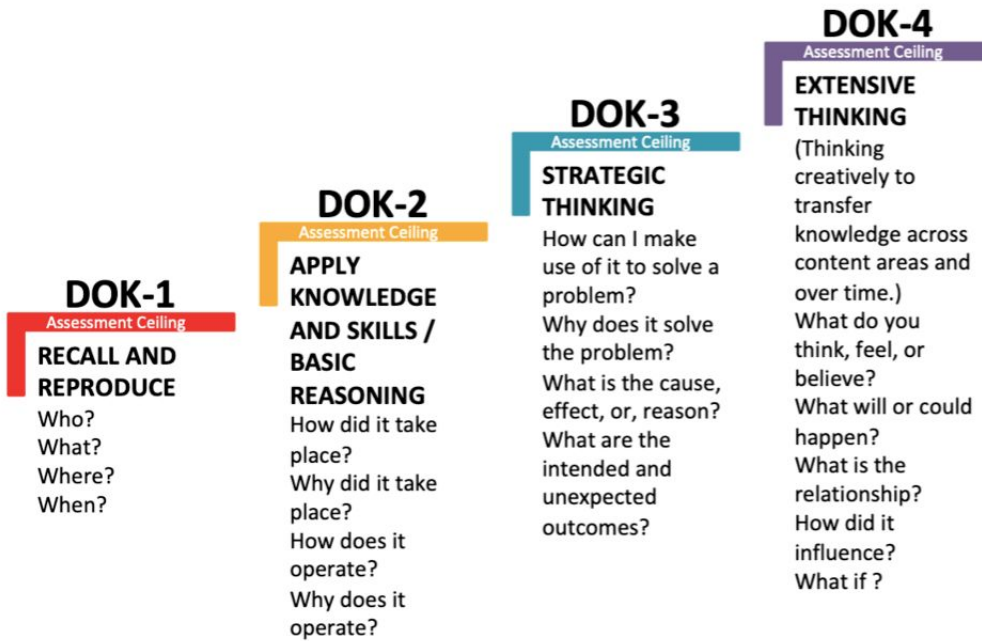 DOK-1
Assessment Ceiling
RECALL AND
REPRODUCE
Who?
What?
Where?
When?
DOK-2
Assessment Ceiling
APPLY
KNOWLEDGE
AND SKILLS /
BASIC
REASONING
How did it take
place?
Why did it take
place?
How does it
operate?
Why does it
operate?
DOK-3
Assessment Ceiling
STRATEGIC
THINKING
How can I make
use of it to solve a
problem?
Why does it solve
the problem?
What is the cause,
effect, or, reason?
What are the
intended and
unexpected
outcomes?
DOK-4
Assessment Ceiling
EXTENSIVE
THINKING
(Thinking
creatively to
transfer
knowledge across
content areas and
over time.)
What do you
think, feel, or
believe?
What will or could
happen?
What is the
relationship?
How did it
influence?
What if ?